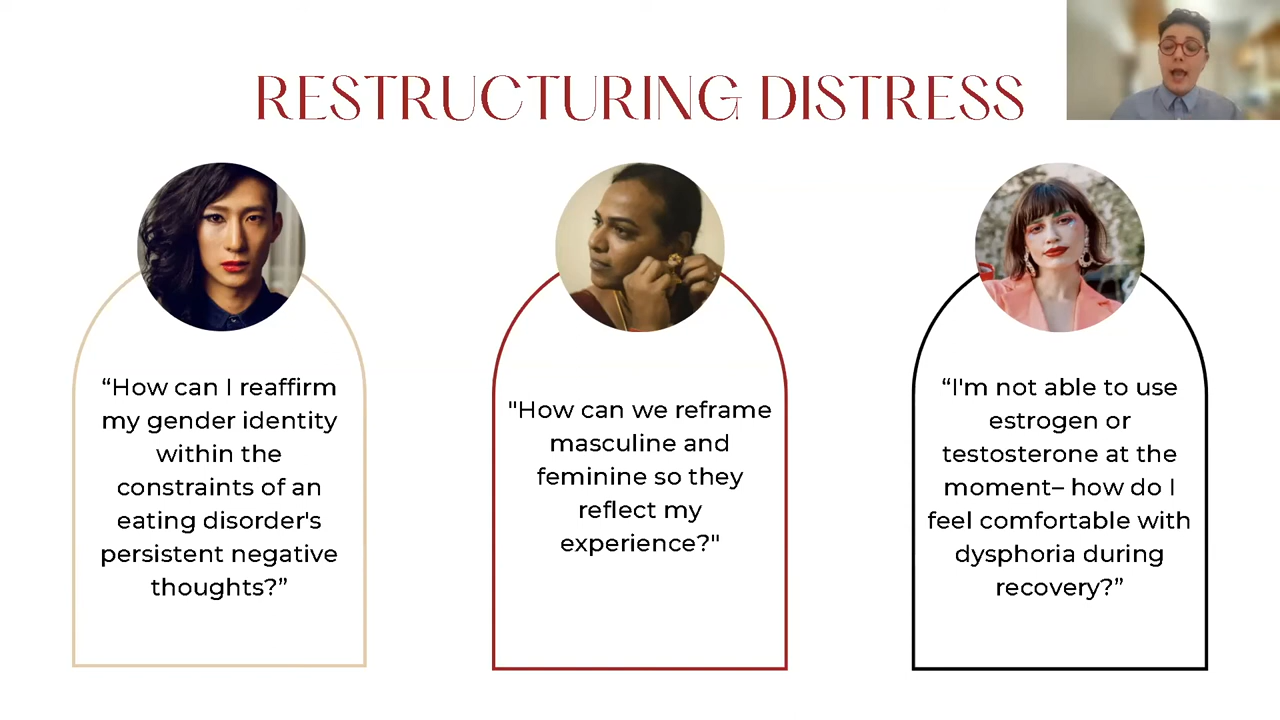 RESTRUCTURING DISTRESS
“How can I reaffirm
my gender identity
within the
constraints of an
eating disorder's
persistent negative
thoughts?”
"How can we reframe
masculine and
feminine so they
reflect my
experience?"
“I'm not able to use
estrogen or
testosterone at the
moment– how do I
feel comfortable with
dysphoria during
recovery?”